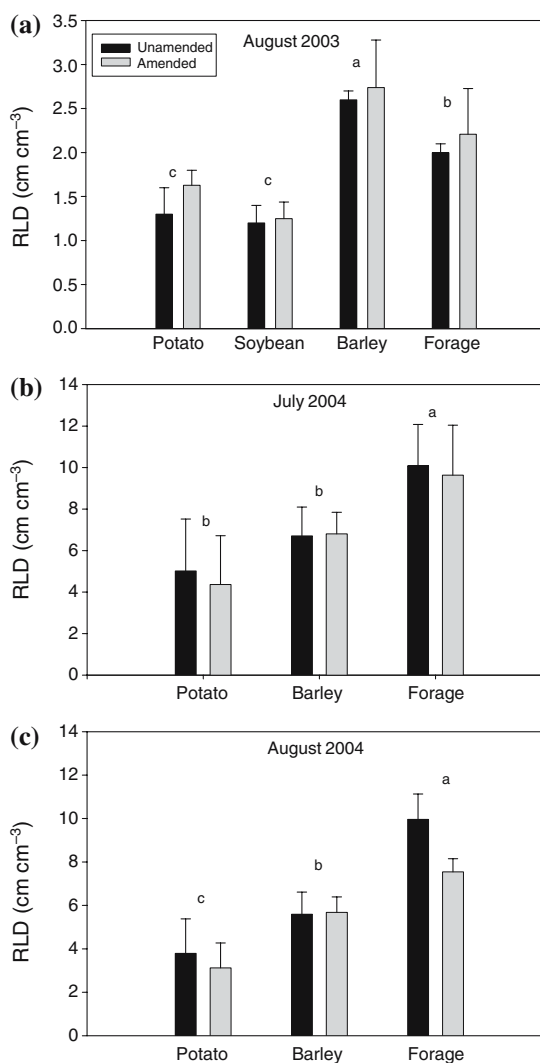 (a)
August 2003
Unamended
Amended
RLD (cm cm⁻³)
3.5
3.0
2.5
2.0
1.5
1.0
0.5
0.0
c
c
a
b
Potato Soybean Barley Forage
(b)
July 2004
RLD (cm cm⁻³)
14
12
10
8
6
4
2
0
b
b
a
Potato Barley Forage
(c)
August 2004
RLD (cm cm⁻³)
14
12
10
8
6
4
2
0
c
b
a
Potato Barley Forage